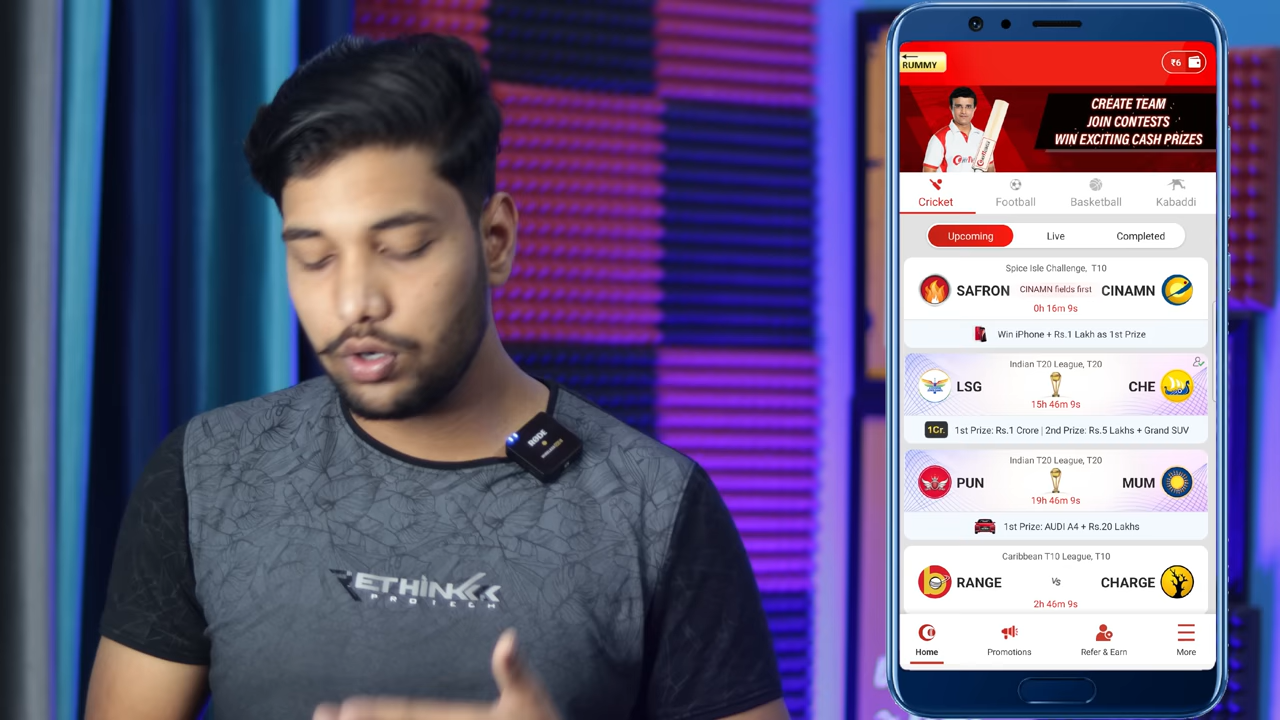 RØDE
RETHINK
PROTECH
RUMMY
₹6
CREATE TEAM
JOIN CONTESTS
WIN EXCITING CASH PRIZES
Cricket
Football
Basketball
Kabaddi
Upcoming
Live
Completed
Spice Isle Challenge, T10
SAFRON
CINAMN fields first
CINAMN
0h 16m 9s
Win iPhone + Rs.1 Lakh as 1st Prize
Indian T20 League, T20
LSG
CHE
15h 46m 9s
1Cr.
1st Prize: Rs.1 Crore | 2nd Prize: Rs.5 Lakhs + Grand SUV
Indian T20 League, T20
PUN
MUM
19h 46m 9s
1st Prize: AUDI A4 + Rs.20 Lakhs
Caribbean T10 League, T10
RANGE
Vs
CHARGE
2h 46m 9s
Home
Promotions
Refer & Earn
More